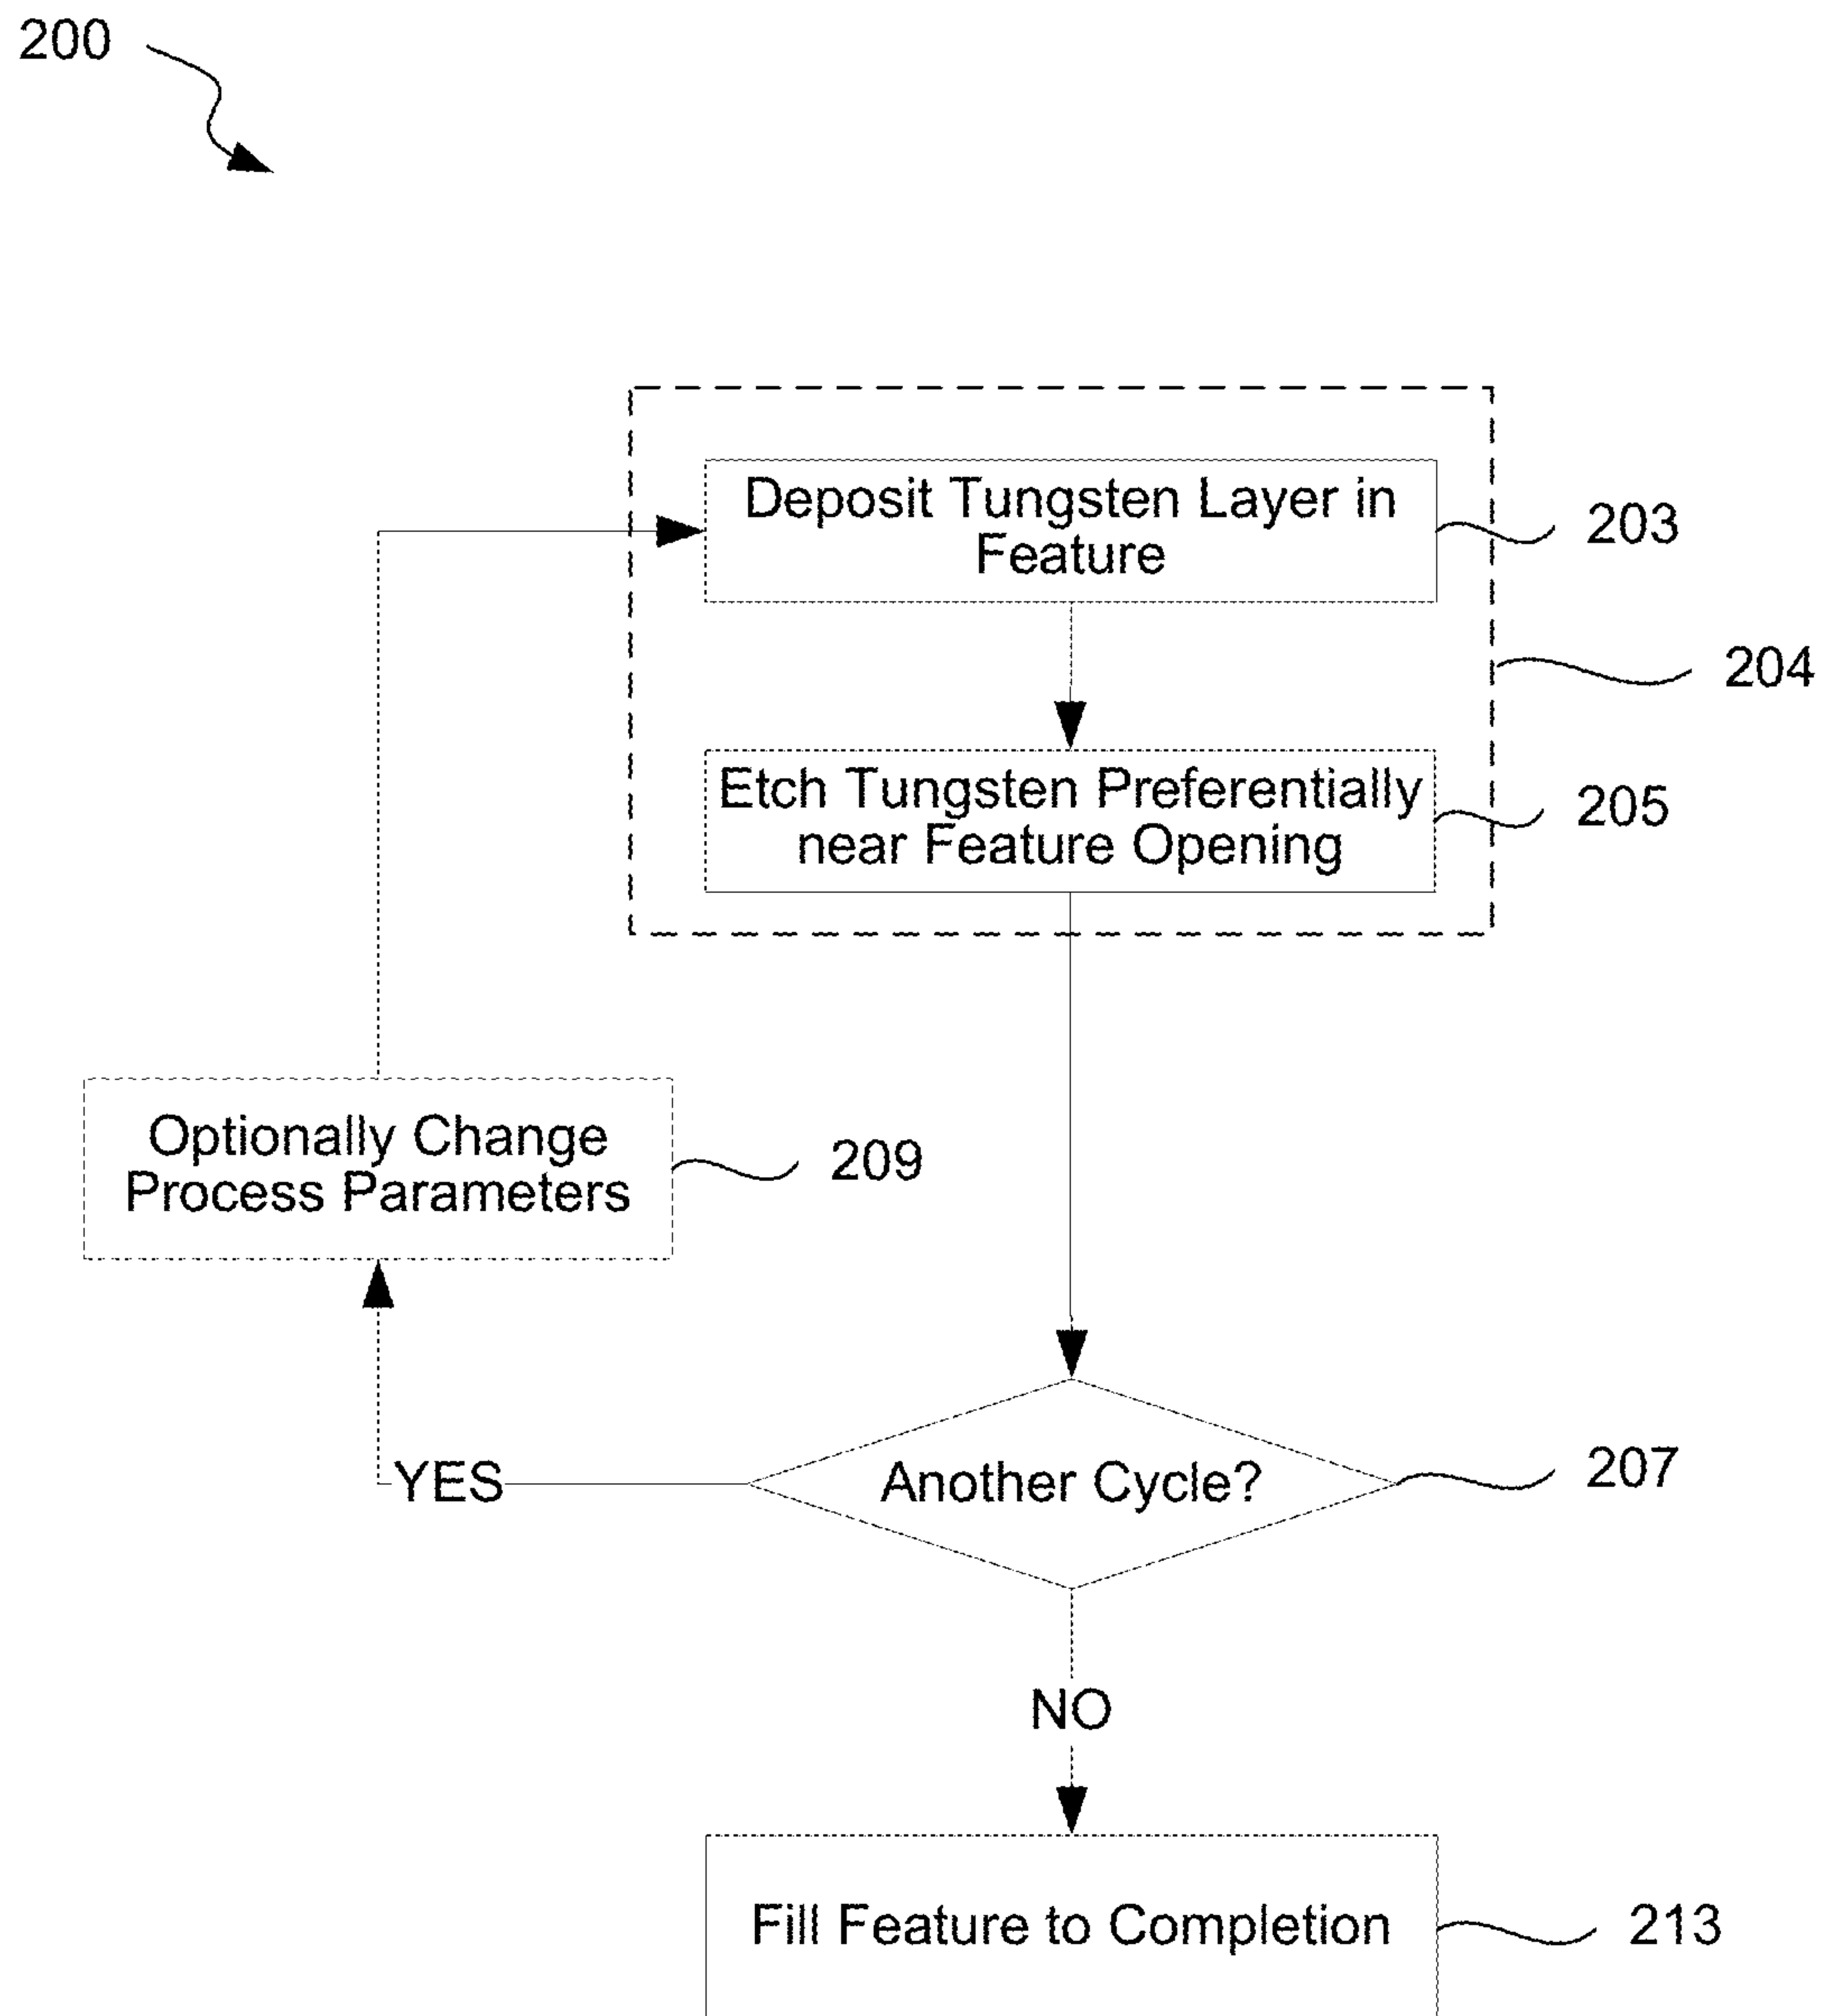 200
Deposit Tungsten Layer in
Feature
203
204
Etch Tungsten Preferentially
near Feature Opening
205
Optionally Change
Process Parameters
209
Another Cycle?
207
YES
NO
Fill Feature to Completion
213